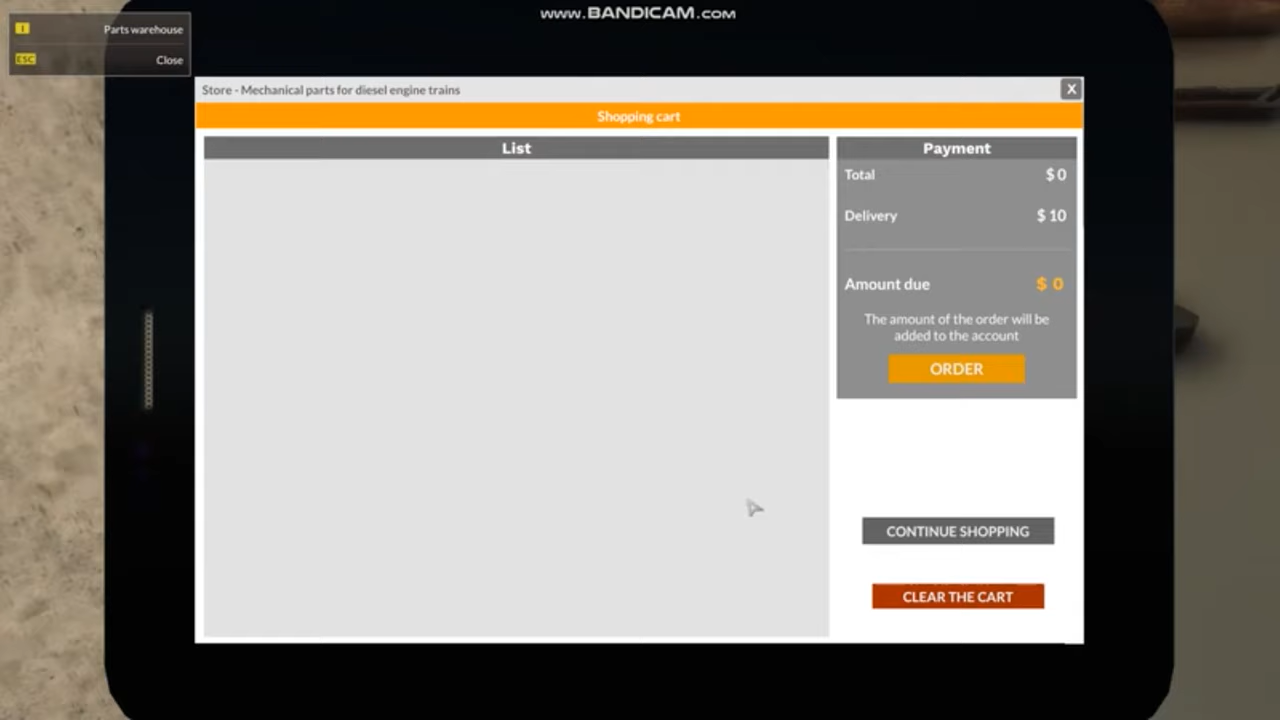 www.BANDICAM.com
I Parts warehouse
ESC Close
Store - Mechanical parts for diesel engine trains
X
Shopping cart
List
Payment
Total $ 0
Delivery $ 10
Amount due $ 0
The amount of the order will be
added to the account
ORDER
CONTINUE SHOPPING
CLEAR THE CART